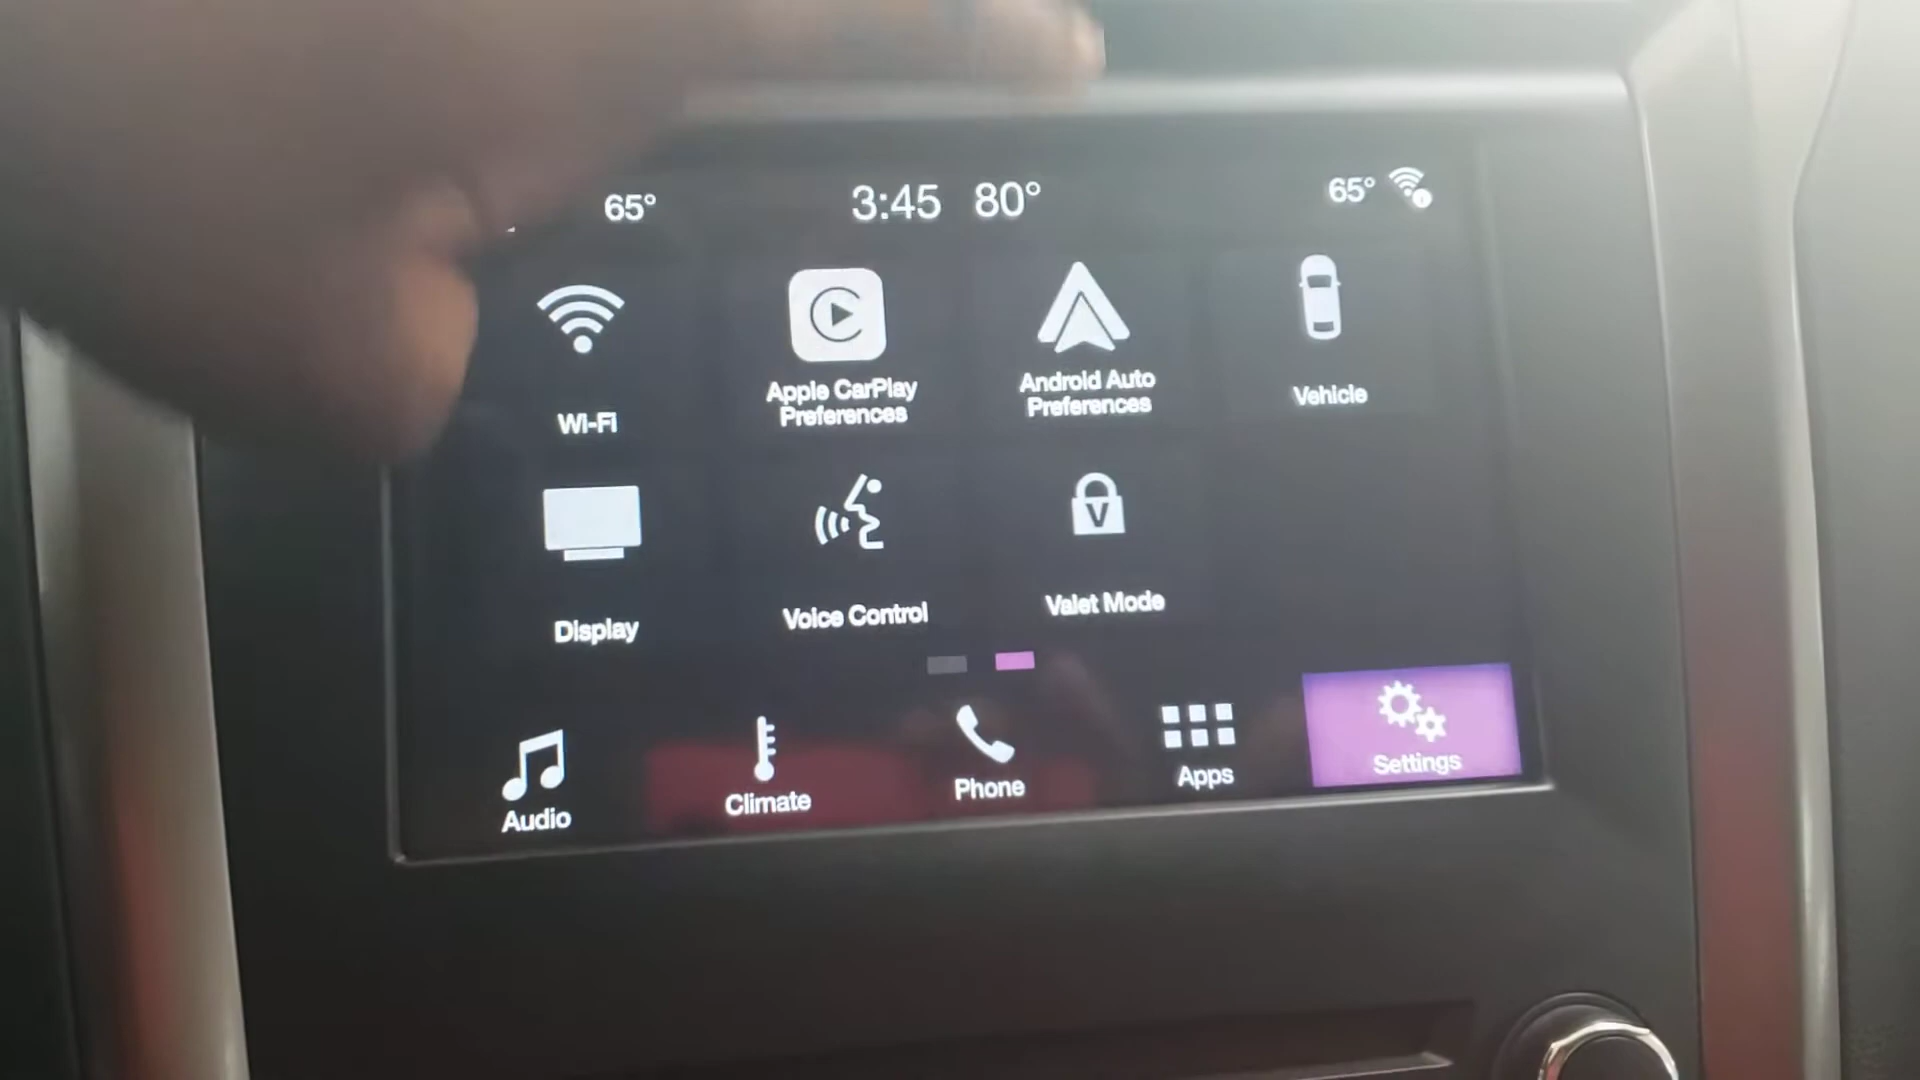 65° 3:45 80° 65°
Wi-Fi
Apple CarPlay
Preferences
Android Auto
Preferences
Vehicle
Display
Voice Control
V
Valet Mode
Audio
Climate
Phone
Apps
Settings